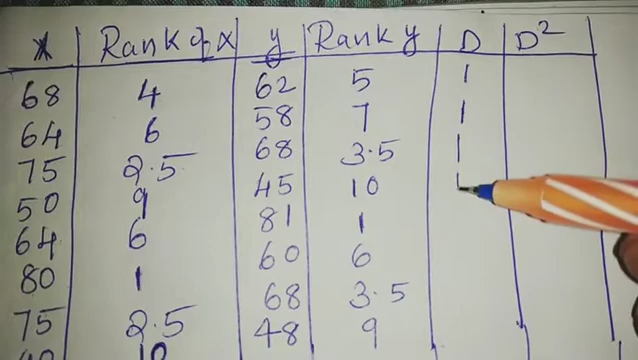 x Rank of x y Rank y D D²
68 4 62 5 1
64 6 58 7 1
75 2.5 68 3.5 1
50 9 45 10 1
64 6 81 1
80 1 60 6
75 2.5 68 3.5
10 48 9